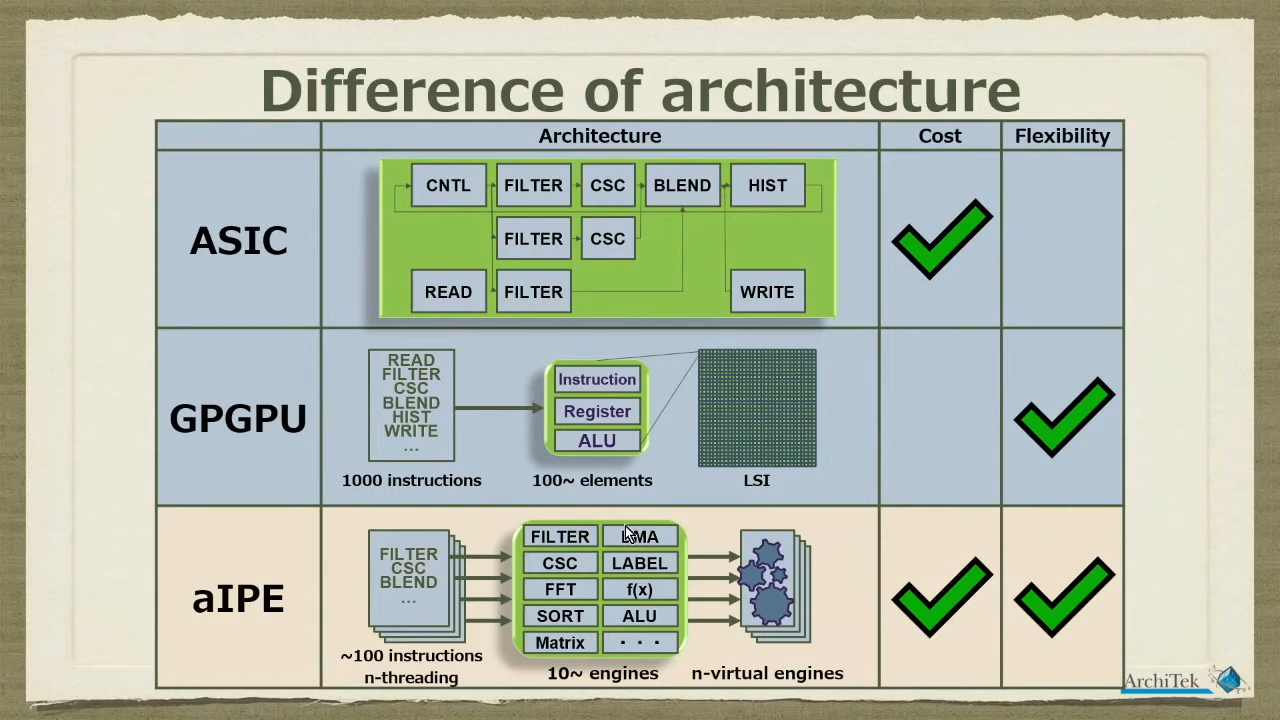 Difference of architecture
Architecture
Cost
Flexibility
ASIC
CNTL
FILTER
CSC
BLEND
HIST
FILTER
CSC
READ
FILTER
WRITE
GPGPU
READ
FILTER
CSC
BLEND
HIST
WRITE
...
1000 instructions
Instruction
Register
ALU
100~ elements
LSI
aIPE
FILTER
CSC
BLEND
...
~100 instructions
n-threading
FILTER
CSC
LABEL
FFT
f(x)
SORT
ALU
Matrix
· · ·
10~ engines
n-virtual engines
ArchiTek